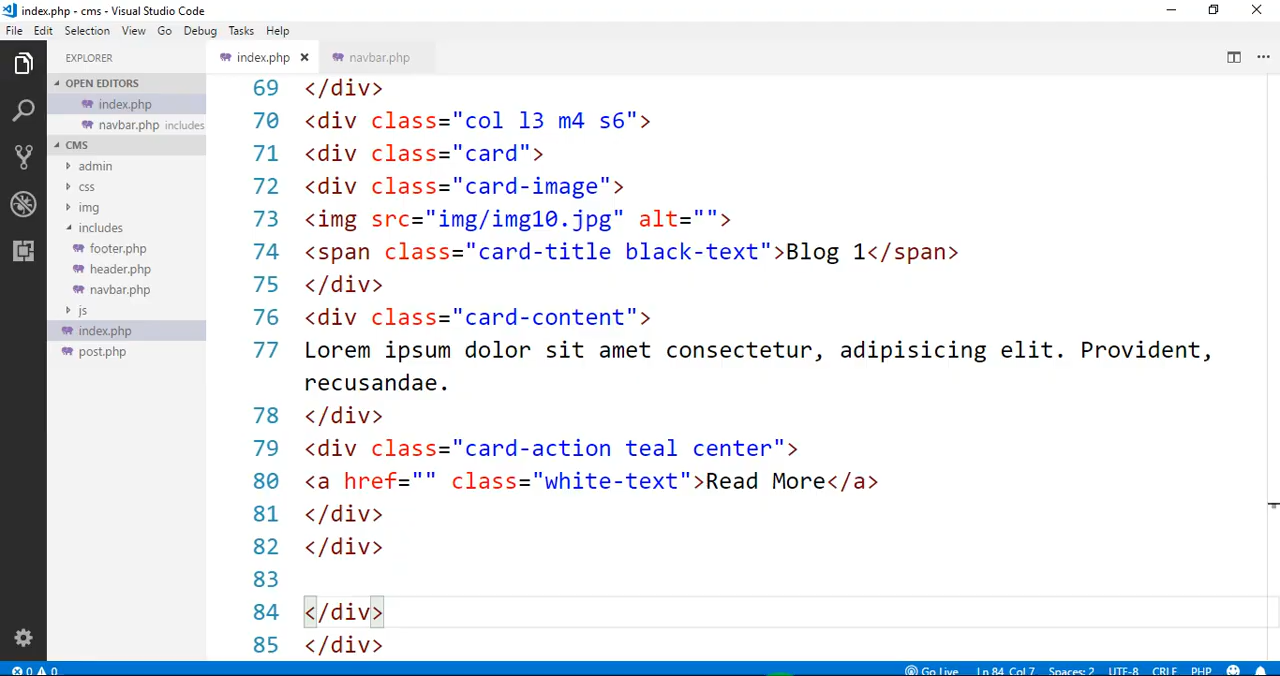 index.php - cms - Visual Studio Code
File Edit Selection View Go Debug Tasks Help
EXPLORER
OPEN EDITORS
index.php
navbar.php includes
CMS
admin
css
img
includes
footer.php
header.php
navbar.php
js
index.php
post.php
index.php navbar.php
69 </div>
70 <div class="col l3 m4 s6">
71 <div class="card">
72 <div class="card-image">
73 <img src="img/img10.jpg" alt="">
74 <span class="card-title black-text">Blog 1</span>
75 </div>
76 <div class="card-content">
77 Lorem ipsum dolor sit amet consectetur, adipisicing elit. Provident,
recusandae.
78 </div>
79 <div class="card-action teal center">
80 <a href="" class="white-text">Read More</a>
81 </div>
82 </div>
83
84 </div>
85 </div>
0 0 Go Live Ln 84, Col 7 Spaces: 2 UTF-8 CRLF PHP